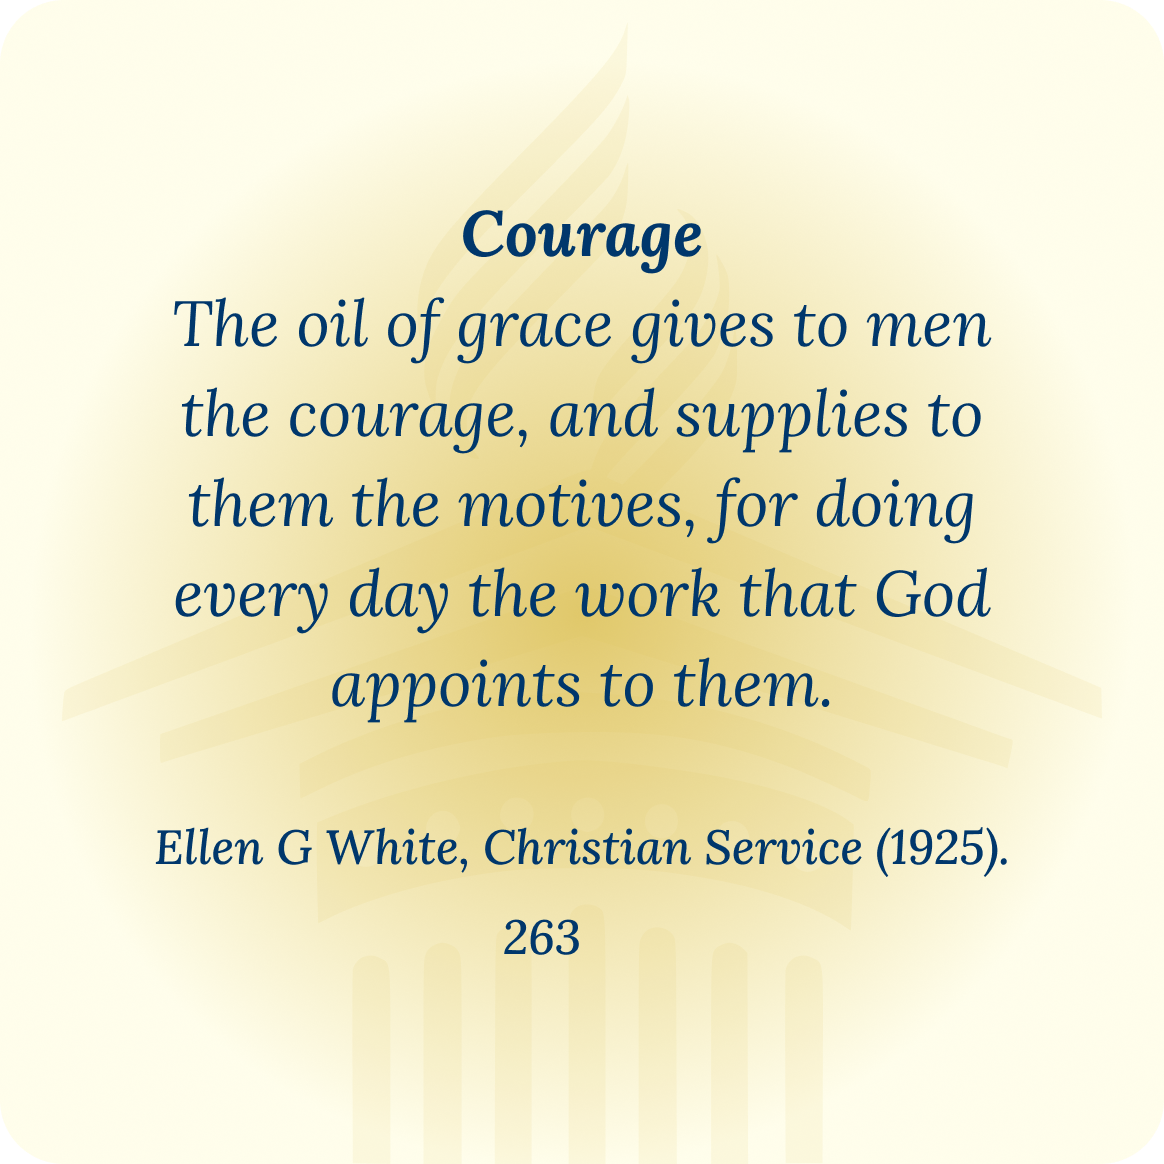 Courage
The oil of grace gives to men
the courage, and supplies to
them the motives, for doing
every day the work that God
appoints to them.
Ellen G White, Christian Service (1925).
263